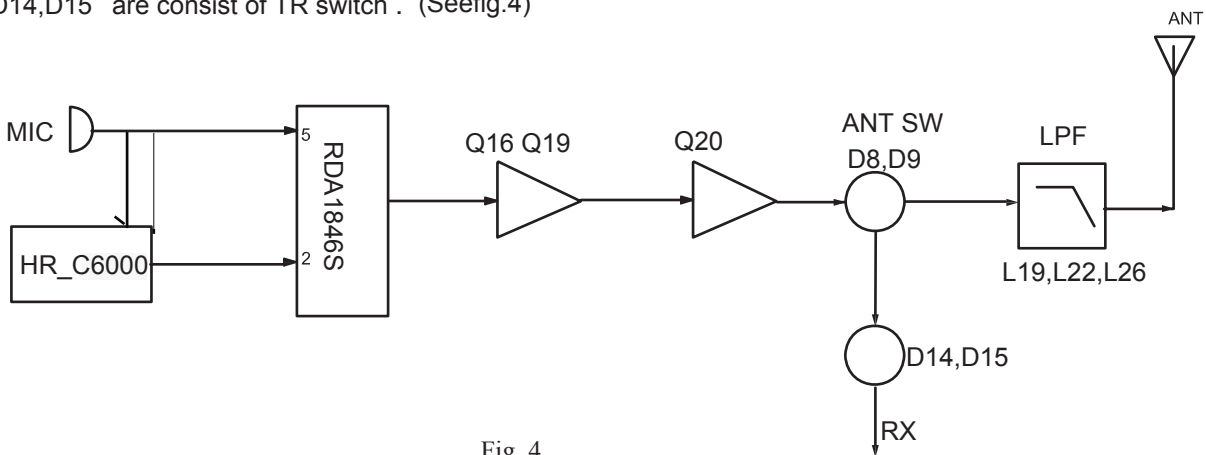 D14,D15 are consist of TR switch . (Seefig.4)
ANT
MIC
5
RDA1846S
2
HR_C6000
Q16 Q19
Q20
ANT SW
D8,D9
LPF
L19,L22,L26
D14,D15
RX
Fig. 4